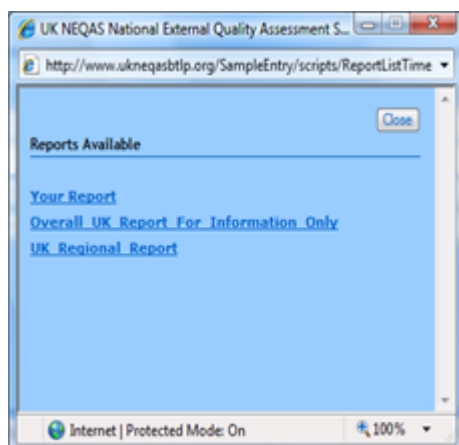 UK NEQAS National External Quality Assessment S...
http://www.ukneqasbtlp.org/SampleEntry/scripts/ReportListTime
Close
Reports Available
Your Report
Overall UK Report For Information Only
UK Regional Report
Internet | Protected Mode: On
100%